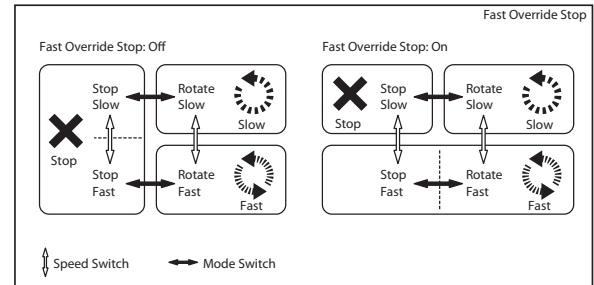 Fast Override Stop
Fast Override Stop: Off
Stop
Slow
Rotate
Slow
Slow
Stop
Stop
Fast
Rotate
Fast
Fast
Fast Override Stop: On
Stop
Stop
Slow
Rotate
Slow
Slow
Stop
Fast
Rotate
Fast
Fast
Speed Switch
Mode Switch